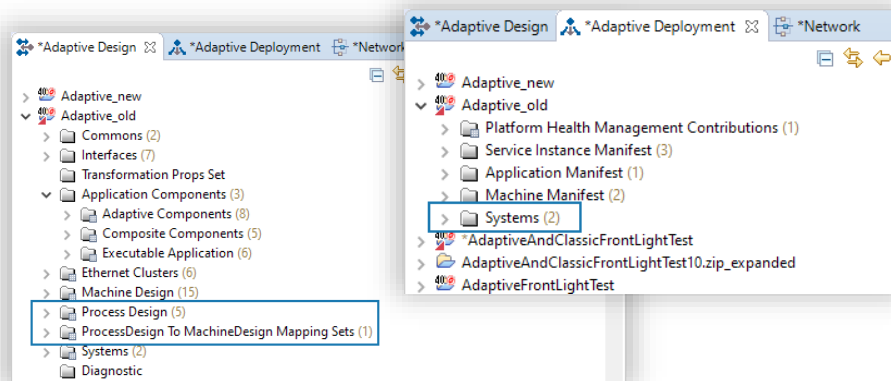 *Adaptive Design *Adaptive Deployment *Network
Adaptive_new
Adaptive_old
Commons (2)
Interfaces (7)
Transformation Props Set
Application Components (3)
Adaptive Components (8)
Composite Components (5)
Executable Application (6)
Ethernet Clusters (6)
Machine Design (15)
Process Design (5)
ProcessDesign To MachineDesign Mapping Sets (1)
Systems (2)
Diagnostic
*Adaptive Design *Adaptive Deployment *Network
Adaptive_new
Adaptive_old
Platform Health Management Contributions (1)
Service Instance Manifest (3)
Application Manifest (1)
Machine Manifest (2)
Systems (2)
*AdaptiveAndClassicFrontLightTest
AdaptiveAndClassicFrontLightTest10.zip_expanded
AdaptiveFrontLightTest